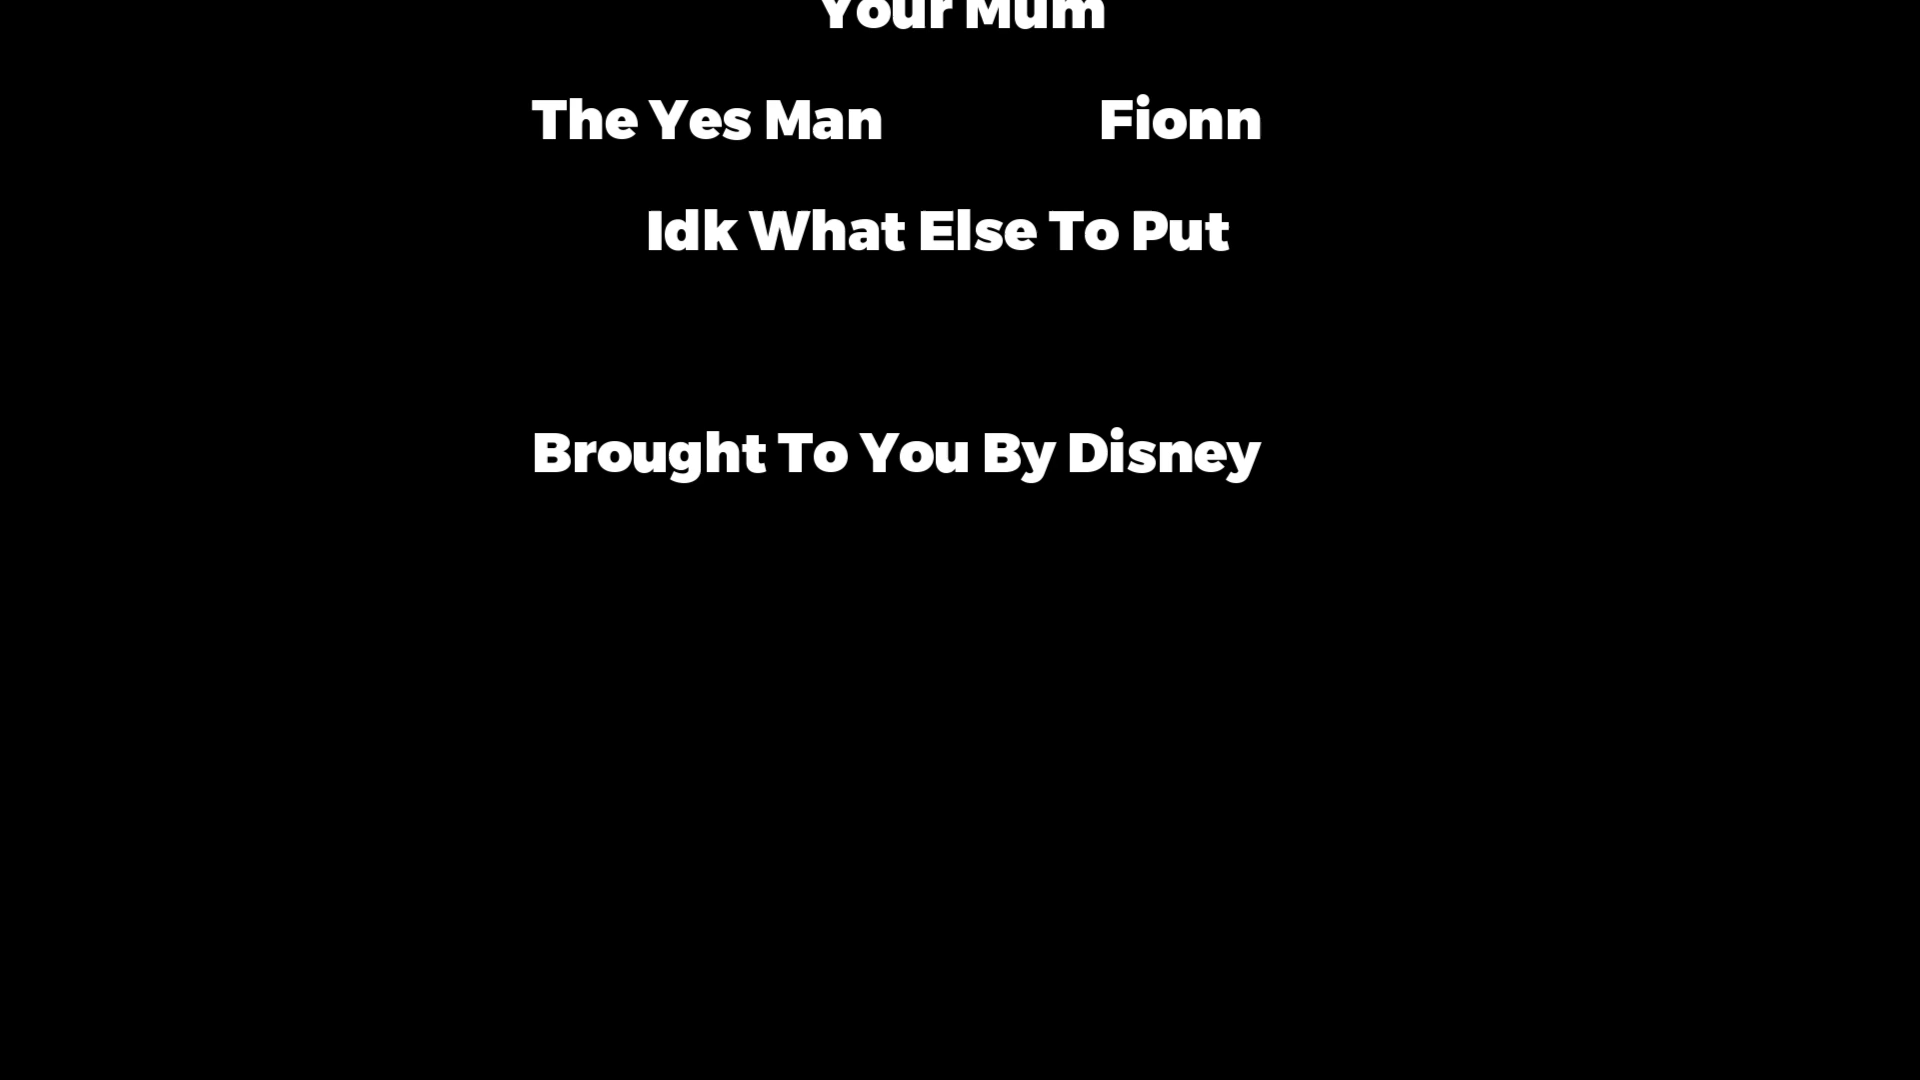 Your Mum
The Yes Man Fionn
Idk What Else To Put
Brought To You By Disney